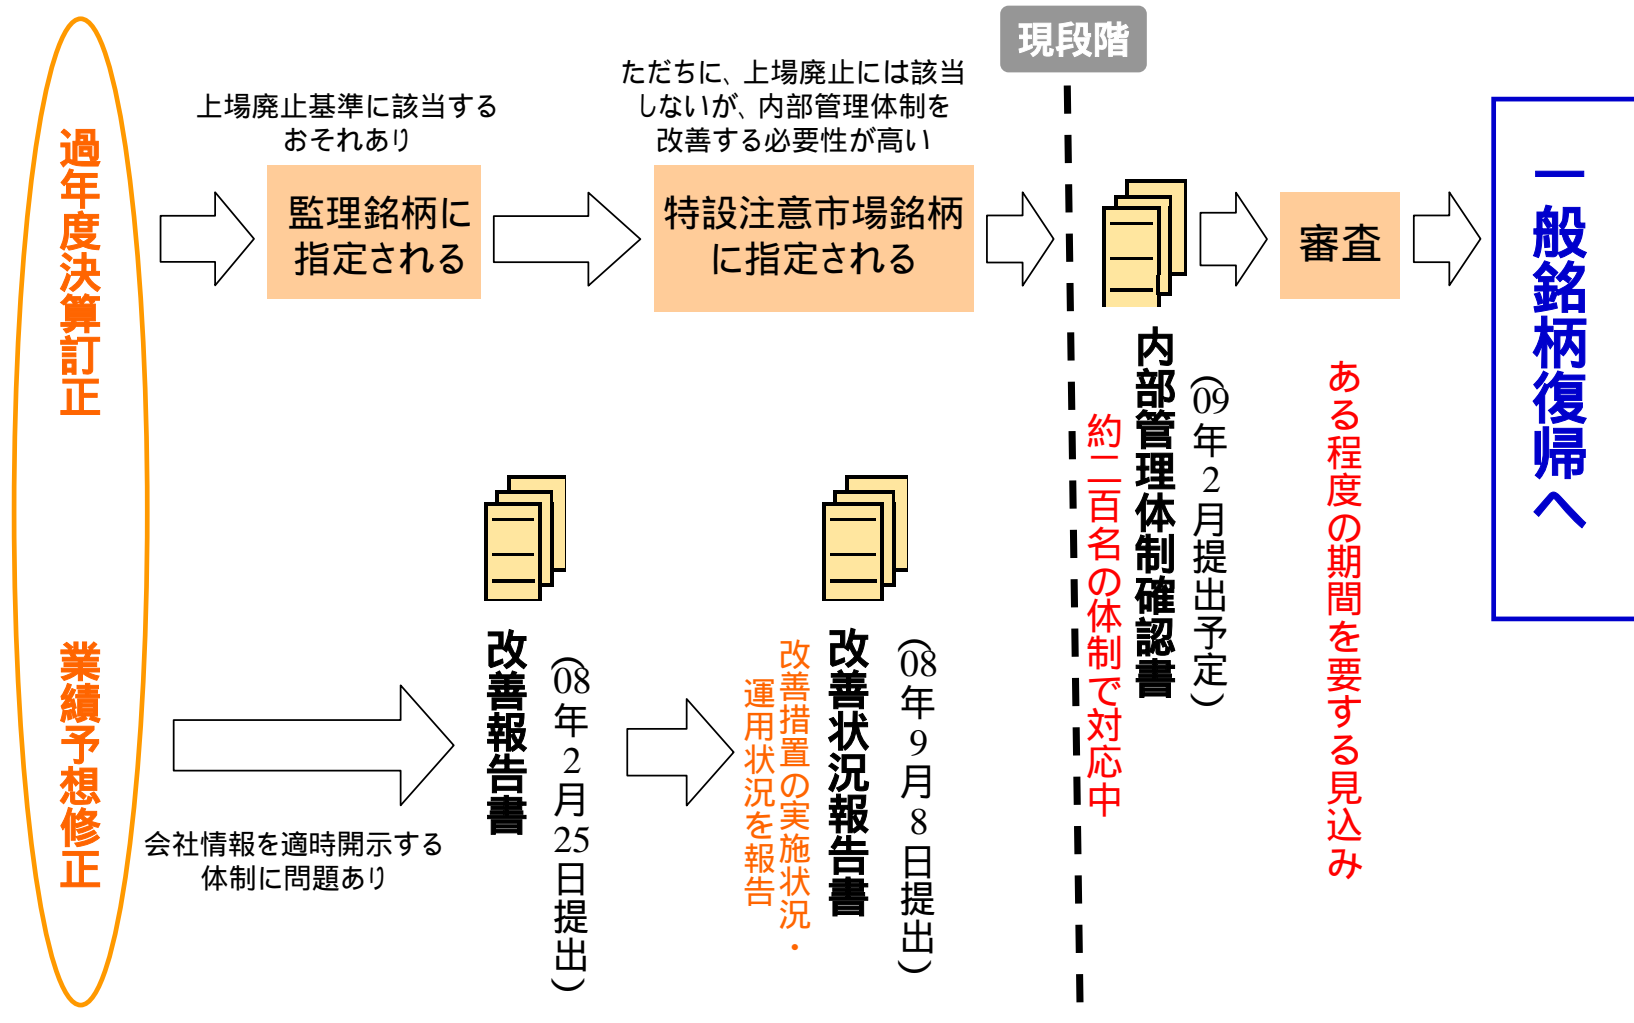 現段階
過年度決算訂正
上場廃止基準に該当する
おそれあり
監理銘柄に
指定される
ただちに、上場廃止には該当
しないが、内部管理体制を
改善する必要性が高い
特設注意市場銘柄
に指定される
内部管理体制確認書
(09年2月提出予定)
約二百名の体制で対応中
審査
ある程度の期間を要する見込み
一般銘柄復帰へ
業績予想修正
会社情報を適時開示する
体制に問題あり
改善報告書
(08年2月25日提出)
改善状況報告書
(08年9月8日提出)
改善措置の実施状況・
運用状況を報告